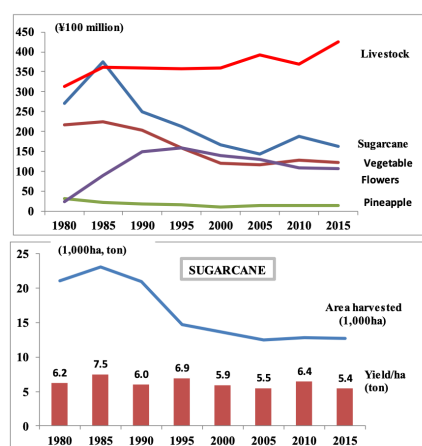 (¥100 million)
450
400
350
300
250
200
150
100
50
0
Livestock
Sugarcane
Vegetable
Flowers
Pineapple
1980 1985 1990 1995 2000 2005 2010 2015
(1,000ha, ton)
SUGARCANE
25
20
15
10
5
0
Area harvested
(1,000ha)
Yield/ha
(ton)
6.2 7.5 6.0 6.9 5.9 5.5 6.4 5.4
1980 1985 1990 1995 2000 2005 2010 2015